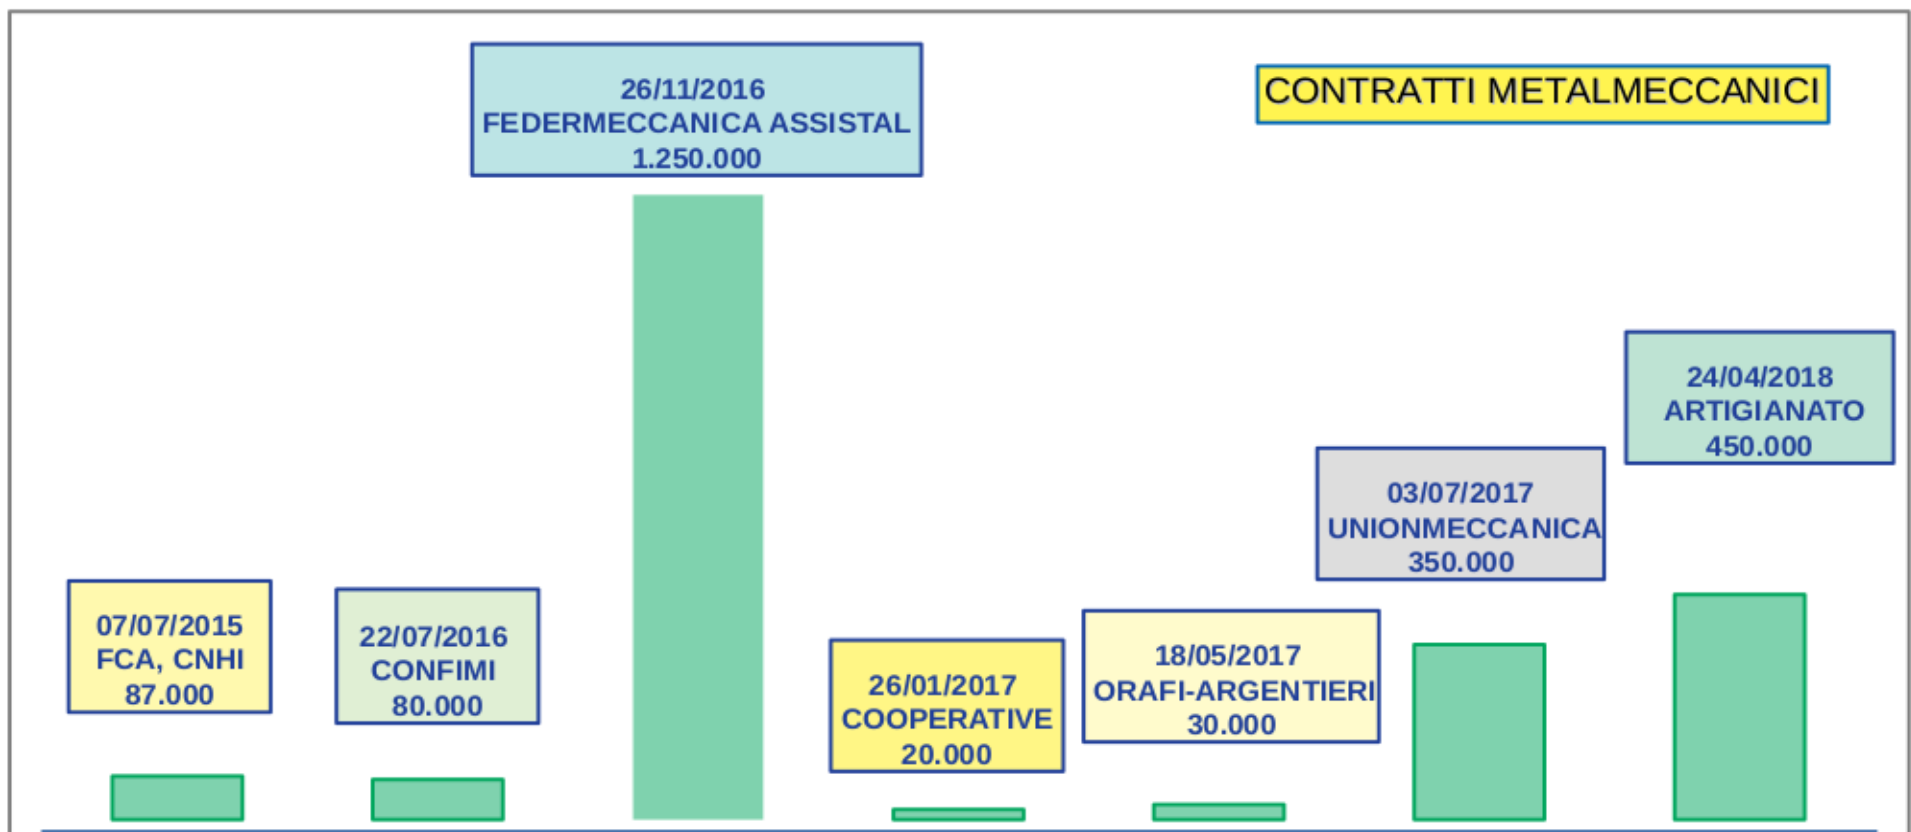 CONTRATTI METALMECCANICI
26/11/2016
FEDERMECCANICA ASSISTAL
1.250.000
07/07/2015
FCA, CNHI
87.000
22/07/2016
CONFIMI
80.000
26/01/2017
COOPERATIVE
20.000
18/05/2017
ORAFI-ARGENTIERI
30.000
03/07/2017
UNIONMECCANICA
350.000
24/04/2018
ARTIGIANATO
450.000